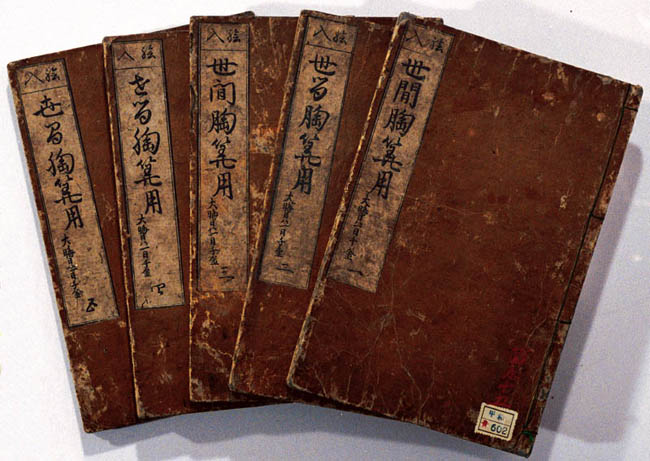 絵入
世間胸算用
大晦日ハ一日千金
一
絵入
世間胸算用
大晦日ハ一日千金
二
絵入
世間胸算用
大晦日ハ一日千金
三
絵入
世間胸算用
大晦日ハ一日千金
四
絵入
世間胸算用
大晦日ハ一日千金
五
602